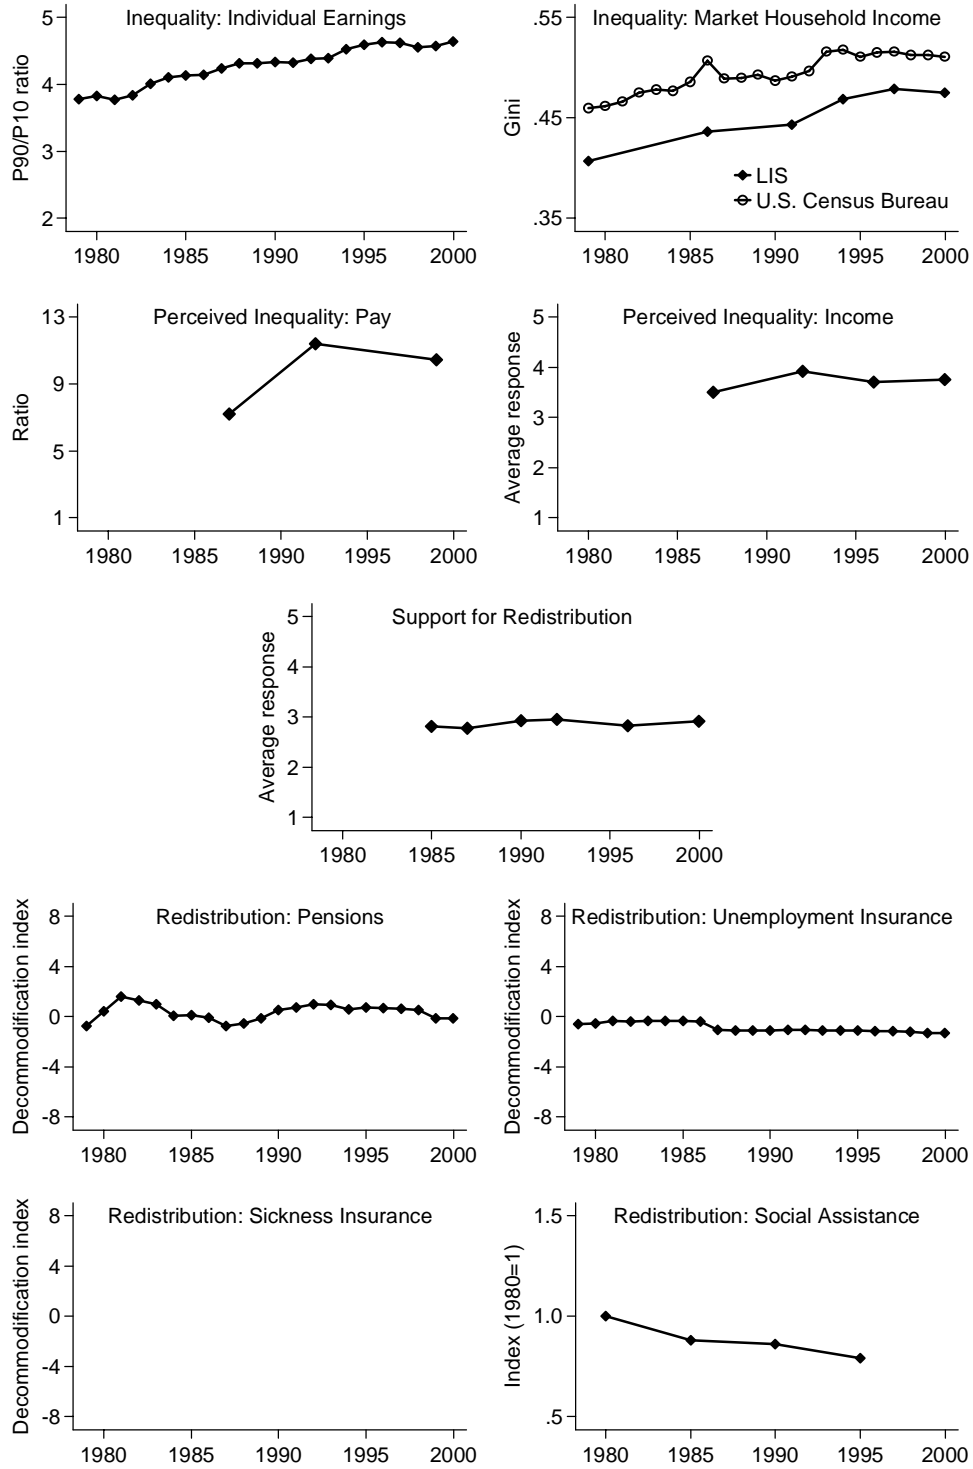 Inequality: Individual Earnings
P90/P10 ratio
5
4
3
2
1980 1985 1990 1995 2000
Inequality: Market Household Income
Gini
.55
.45
.35
LIS
U.S. Census Bureau
1980 1985 1990 1995 2000
Perceived Inequality: Pay
Ratio
13
9
5
1
1980 1985 1990 1995 2000
Perceived Inequality: Income
Average response
5
4
3
2
1
1980 1985 1990 1995 2000
Support for Redistribution
Average response
5
4
3
2
1
1980 1985 1990 1995 2000
Redistribution: Pensions
Decommodification index
8
4
0
-4
-8
1980 1985 1990 1995 2000
Redistribution: Unemployment Insurance
Decommodification index
8
4
0
-4
-8
1980 1985 1990 1995 2000
Redistribution: Sickness Insurance
Decommodification index
8
4
0
-4
-8
1980 1985 1990 1995 2000
Redistribution: Social Assistance
Index (1980=1)
1.5
1.0
.5
1980 1985 1990 1995 2000